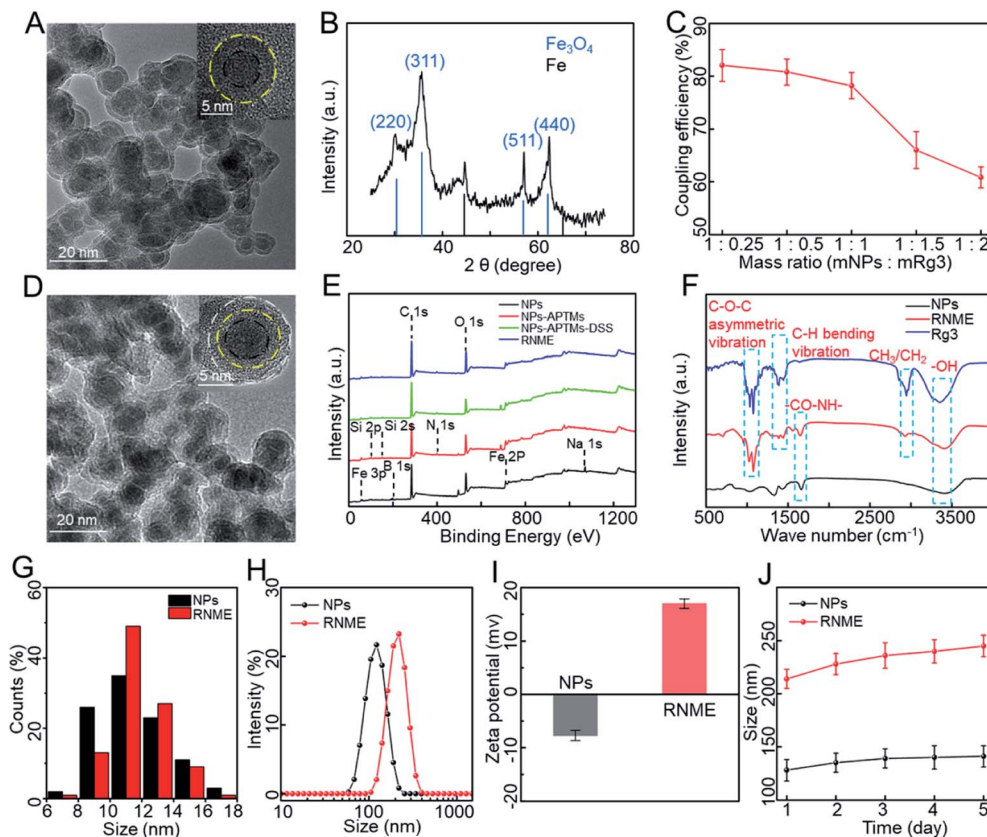 A
5 nm
20 nm
B
Fe3O4
Fe
(311)
(220)
(511)
(440)
Intensity (a.u.)
20 40 60 80
2 θ (degree)
C
Coupling efficiency (%)
90
80
70
60
50
1 : 0.25 1 : 0.5 1 : 1 1 : 1.5 1 : 2
Mass ratio (mNPs : mRg3)
D
5 nm
20 nm
E
NPs
NPs-APTMs
NPs-APTMs-DSS
RNME
C 1s
O 1s
Si 2p Si 2s N 1s
Na 1s
Fe 3p B 1s Fe 2P
Intensity (a.u.)
0 400 800 1200
Binding Energy (eV)
F
NPs
RNME
Rg3
C-O-C
asymmetric
vibration
C-H bending
vibration
CH3/CH2
-OH
-CO-NH-
Intensity (a.u.)
500 1500 2500 3500
Wave number (cm-1)
G
NPs
RNME
Counts (%)
60
40
20
0
6 8 10 12 14 16 18
Size (nm)
H
NPs
RNME
Intensity (%)
30
20
10
0
10 100 1000
Size (nm)
I
Zeta potential (mv)
20
10
0
-10
-20
NPs
RNME
J
NPs
RNME
Size (nm)
250
200
150
100
1 2 3 4 5
Time (day)